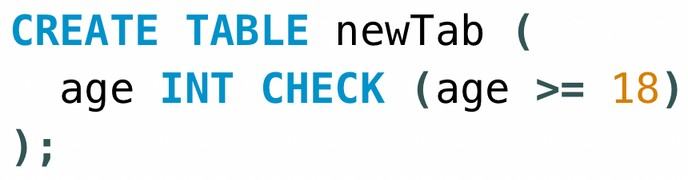 CREATE TABLE newTab (
  age INT CHECK (age >= 18)
);